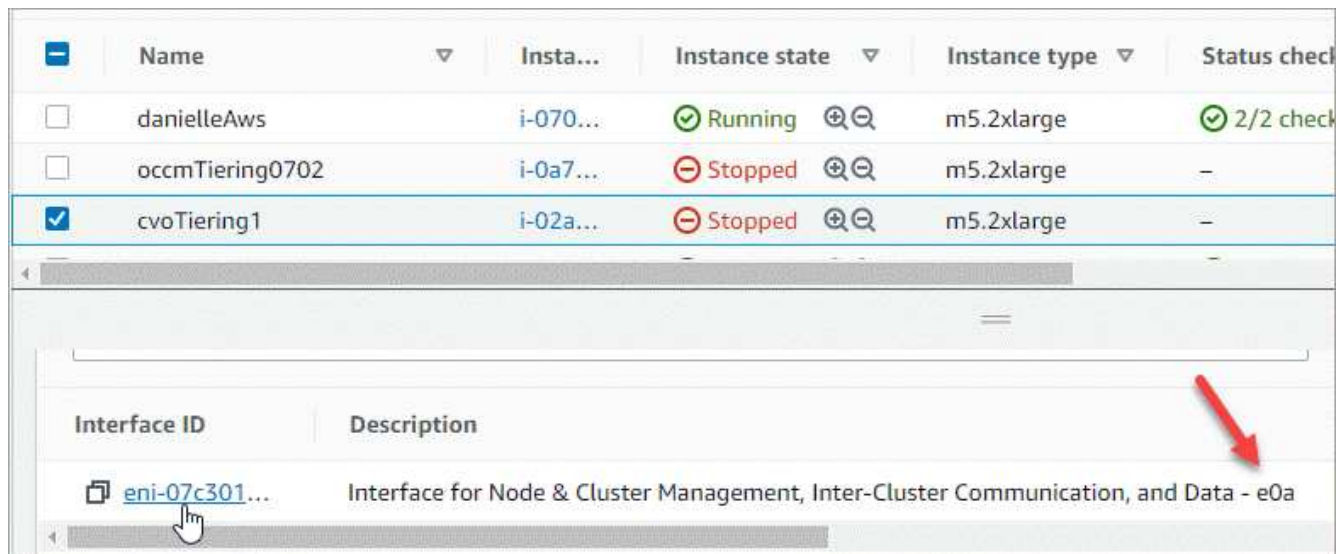 Name Insta... Instance state Instance type Status check
danielleAws i-070... Running m5.2xlarge 2/2 check
occmTiering0702 i-0a7... Stopped m5.2xlarge –
cvoTiering1 i-02a... Stopped m5.2xlarge –
Interface ID Description
eni-07c301... Interface for Node & Cluster Management, Inter-Cluster Communication, and Data - e0a